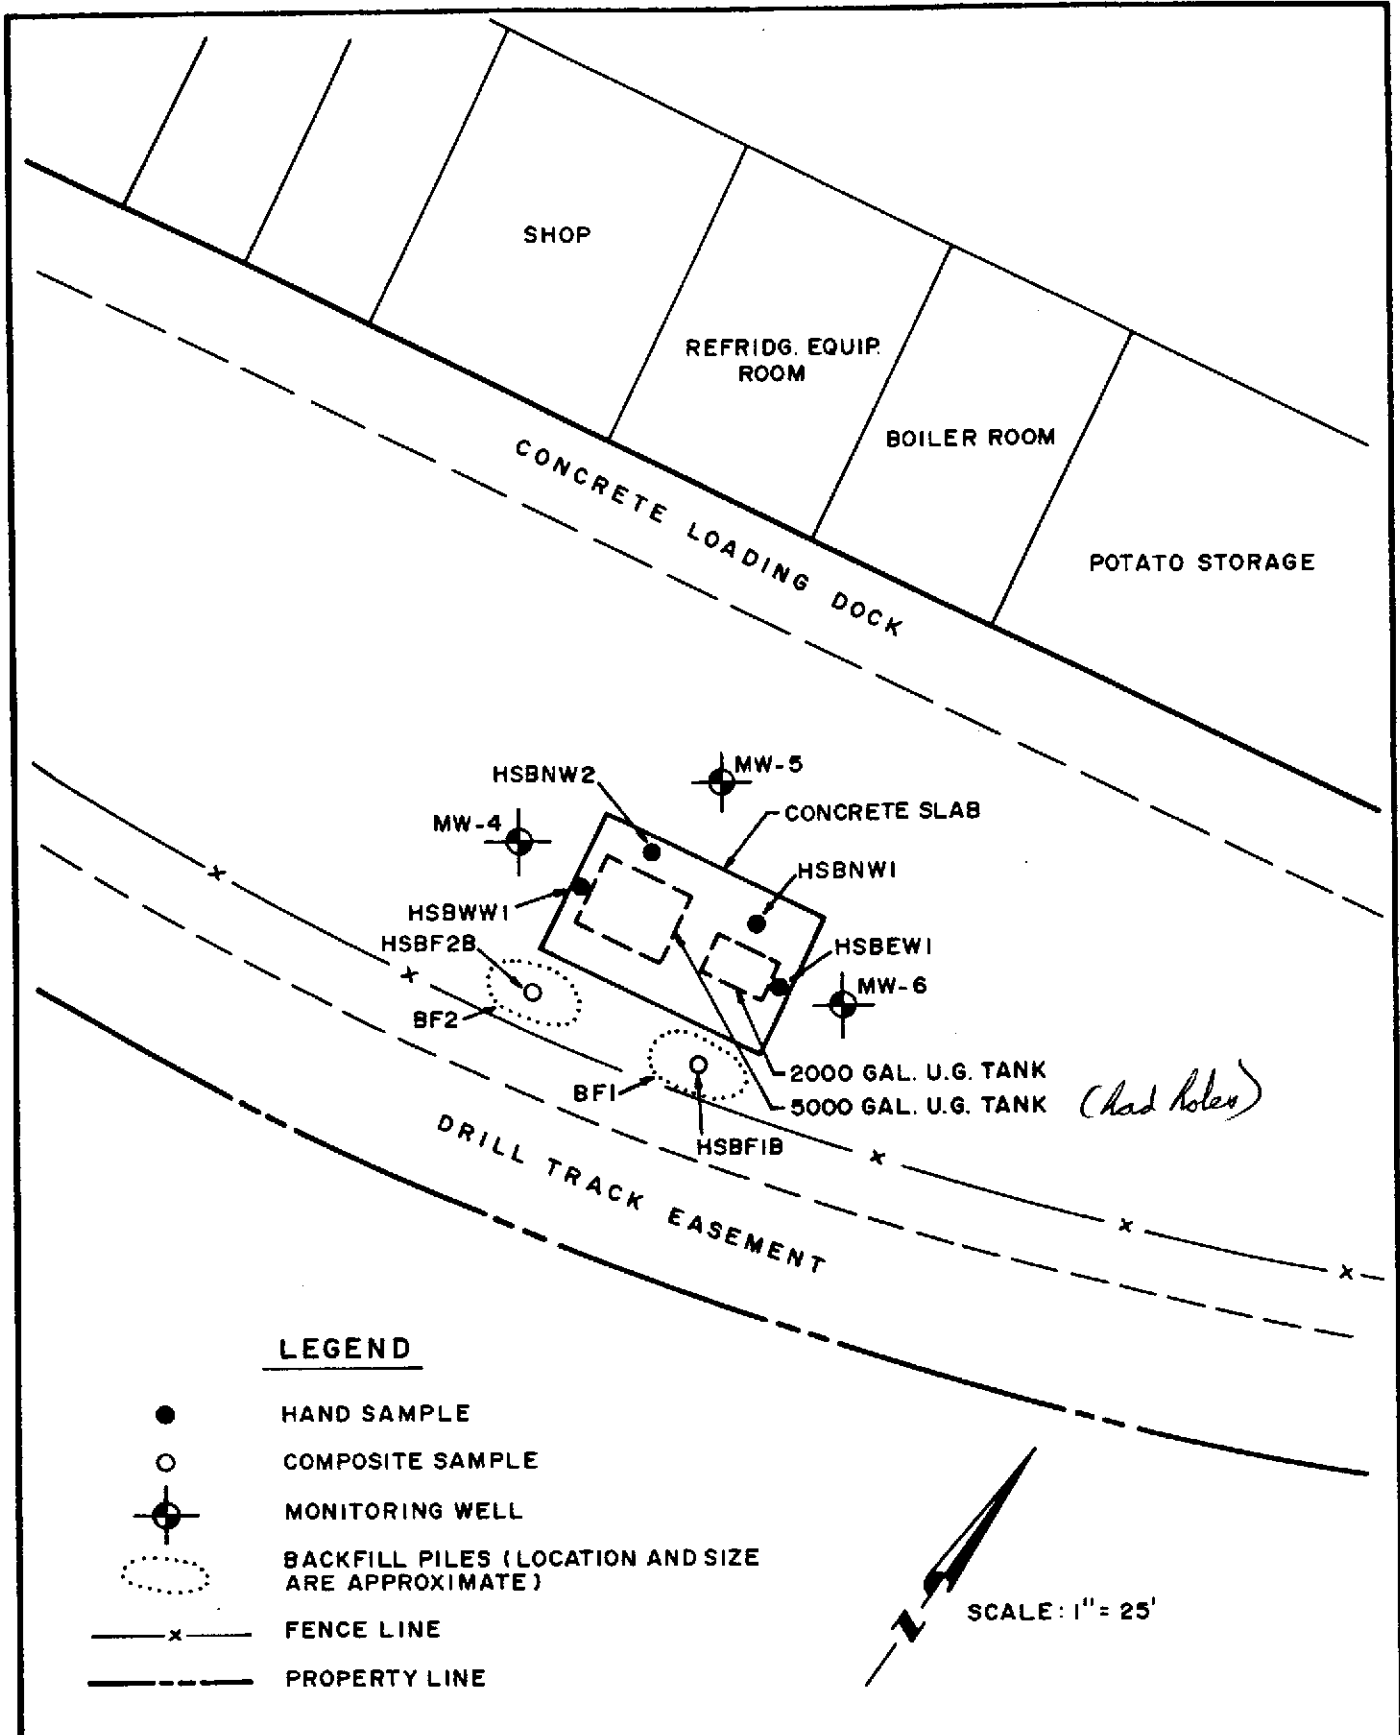 SHOP
REFRIDG. EQUIP.
ROOM
BOILER ROOM
POTATO STORAGE
CONCRETE LOADING DOCK
MW-5
HSBNW2
CONCRETE SLAB
MW-4
HSBNW1
HSBWW1
HSBF2B
HSBEW1
MW-6
BF2
2000 GAL. U.G. TANK
BF1
5000 GAL. U.G. TANK (had holes)
HSBF1B
DRILL TRACK EASEMENT
LEGEND
HAND SAMPLE
COMPOSITE SAMPLE
MONITORING WELL
BACKFILL PILES (LOCATION AND SIZE
ARE APPROXIMATE)
FENCE LINE
PROPERTY LINE
N
SCALE: 1" = 25'